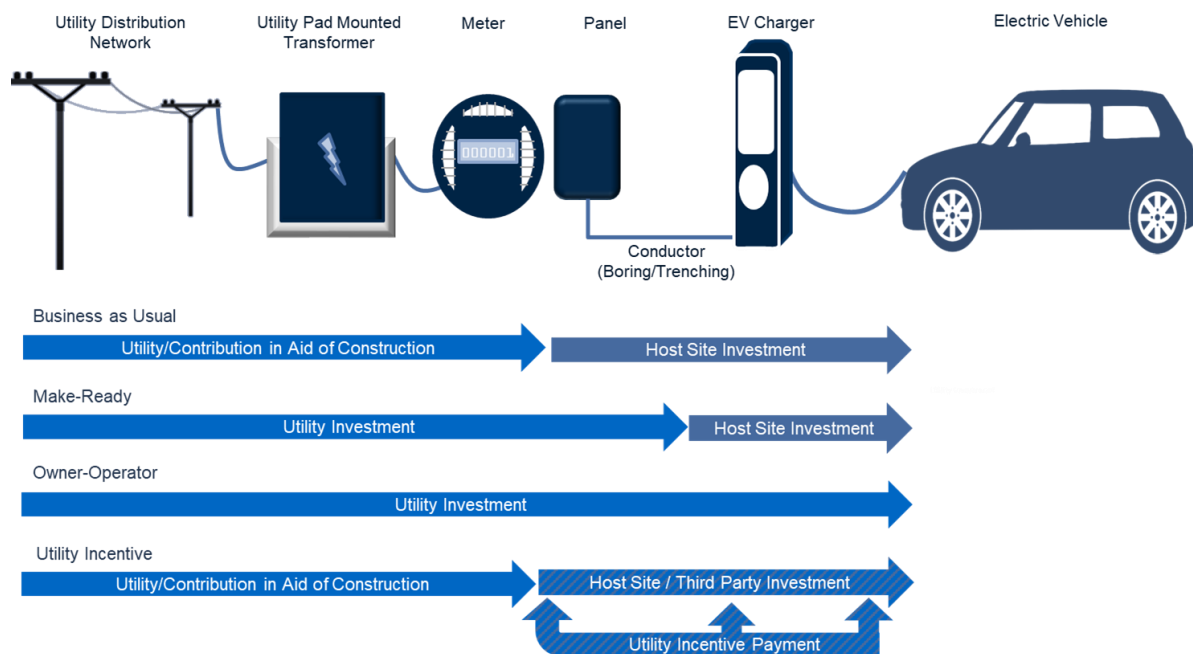 Utility Distribution
Network
Utility Pad Mounted
Transformer
Meter
Panel
EV Charger
Electric Vehicle
000001
Conductor
(Boring/Trenching)
Business as Usual
Utility/Contribution in Aid of Construction
Host Site Investment
Make-Ready
Utility Investment
Host Site Investment
Owner-Operator
Utility Investment
Utility Incentive
Utility/Contribution in Aid of Construction
Host Site / Third Party Investment
Utility Incentive Payment